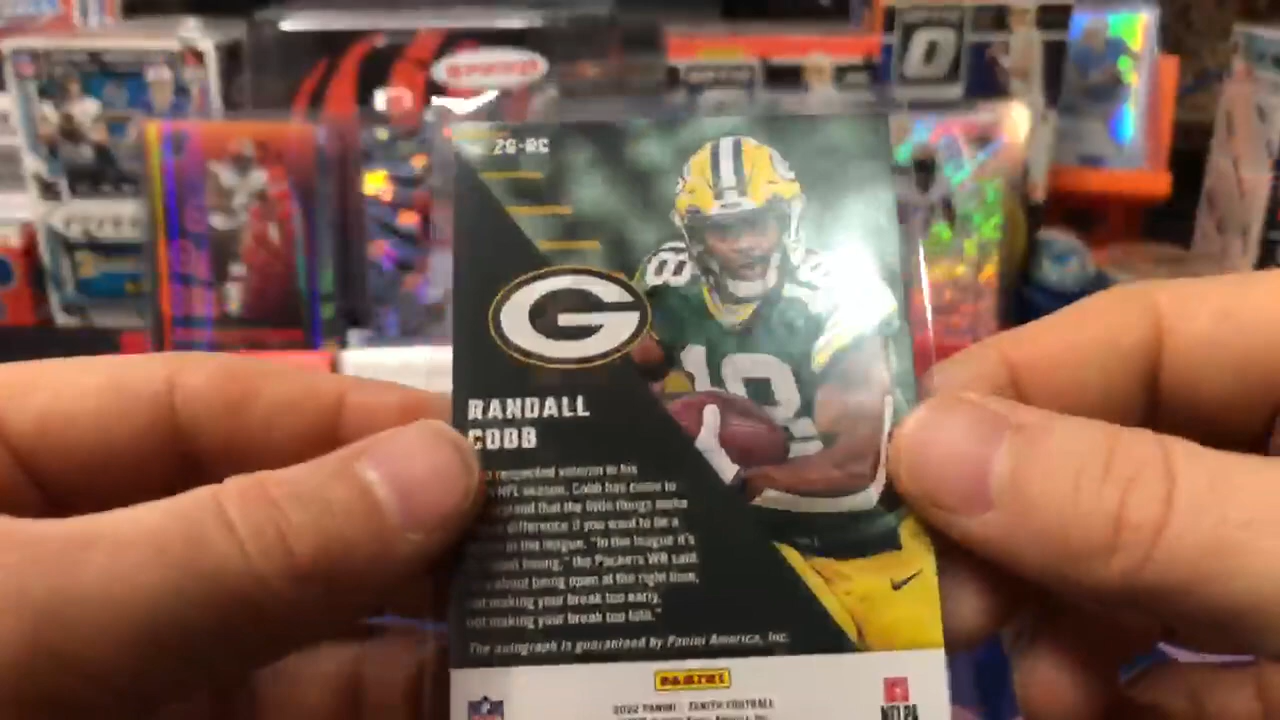 ZG-RC
G
18
18
RANDALL
COBB
respected veteran in his
NFL season, Cobb has come to
that the little things make
difference if you want to be a
in the league. "In the league it's
timing," the Packers WR said.
about being open at the right time,
not making your break too early,
not making your break too late."
The autograph is guaranteed by Panini America, Inc.
PANINI
2022 PANINI - ZENITH FOOTBALL
NFL
NFLPA